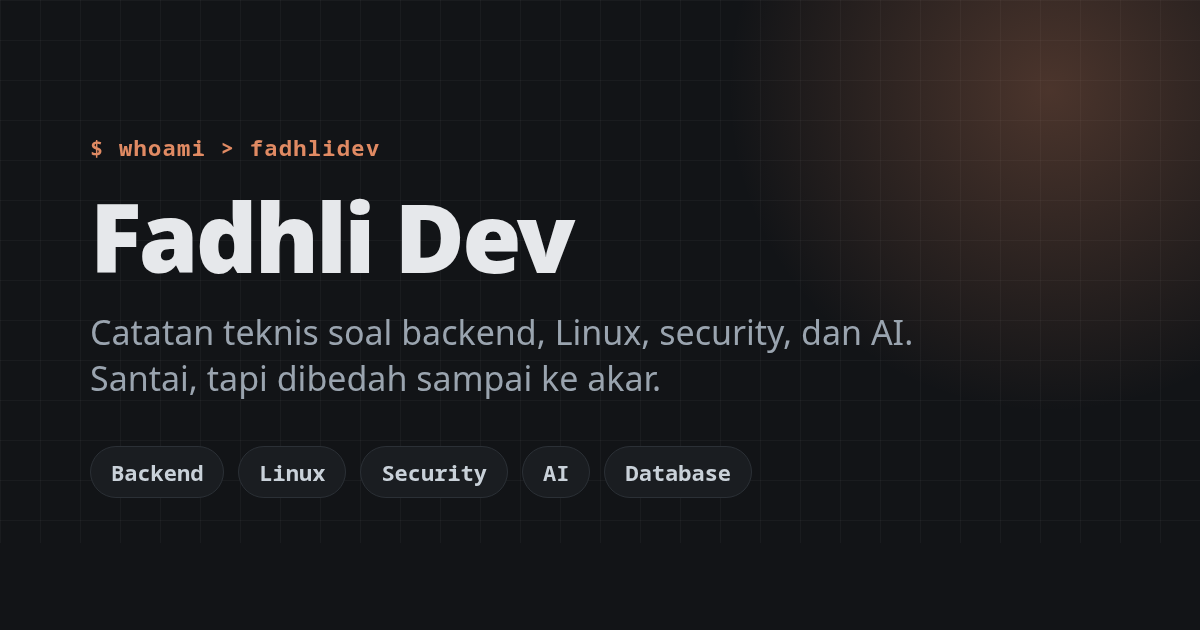 $ whoami > fadhlidev
Fadhli Dev
Catatan teknis soal backend, Linux, security, dan AI.
Santai, tapi dibedah sampai ke akar.
Backend Linux Security AI Database